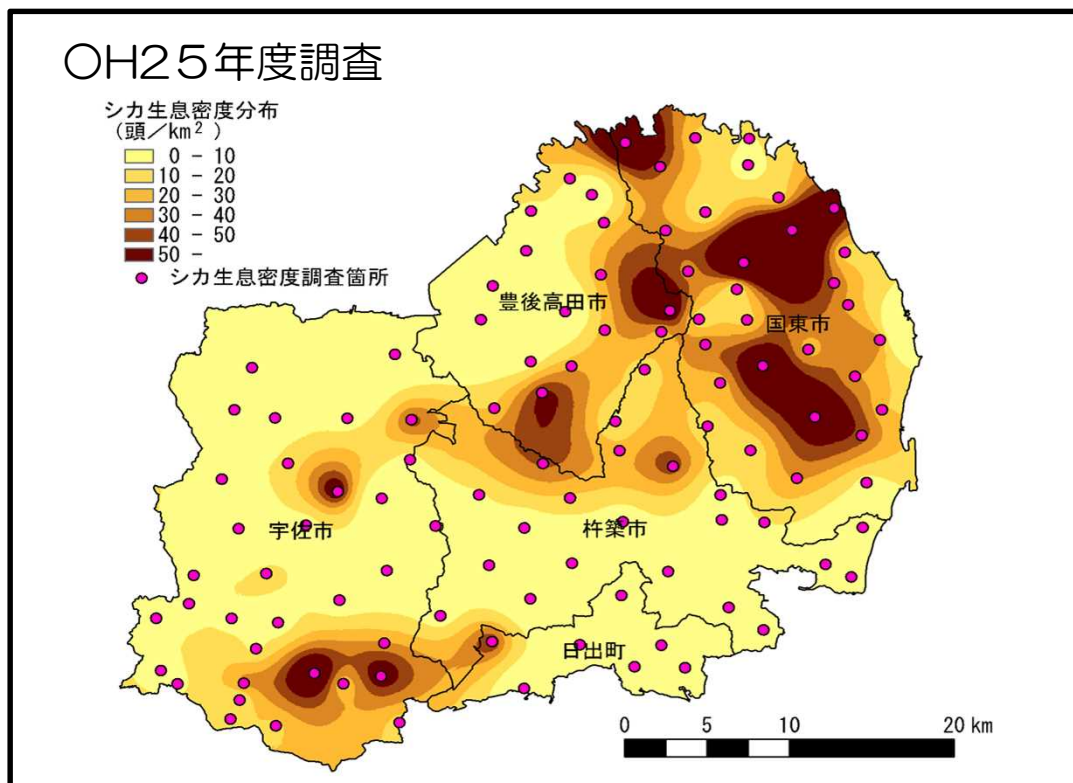 〇H25年度調査
シカ生息密度分布
(頭/km²)
0 - 10
10 - 20
20 - 30
30 - 40
40 - 50
50 -
シカ生息密度調査箇所
豊後高田市
国東市
宇佐市
杵築市
日出町
0 5 10 20 km